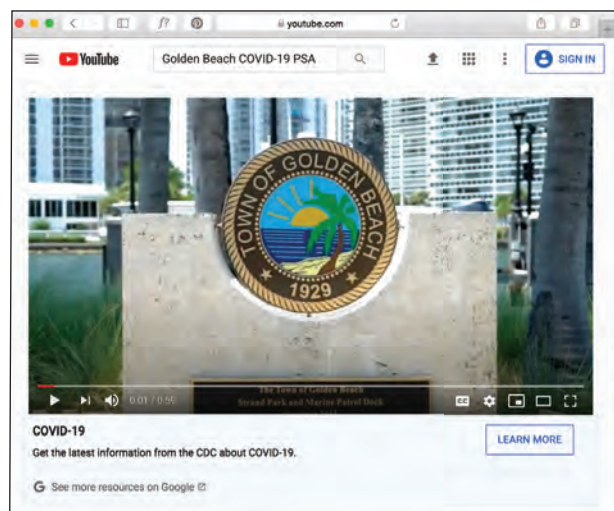 youtube.com
YouTube
Golden Beach COVID-19 PSA
SIGN IN
TOWN OF GOLDEN BEACH
1929
The Town of Golden Beach
Strand Park and Marine Patrol Dock
0:01 / 0:59
CC
COVID-19
LEARN MORE
Get the latest information from the CDC about COVID-19.
G See more resources on Google